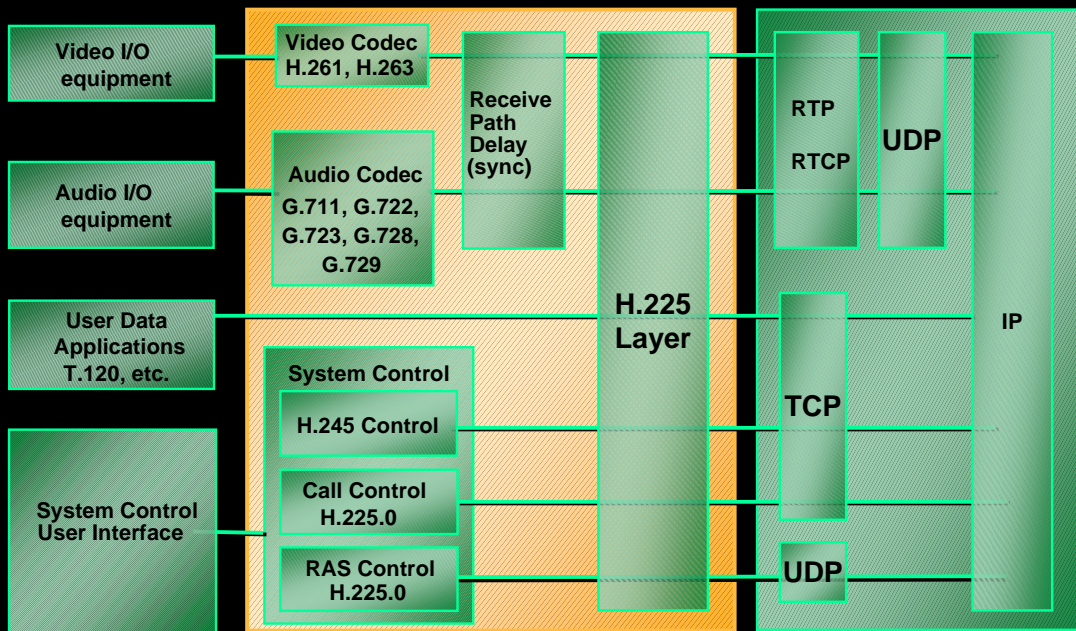 Video I/O
equipment
Video Codec
H.261, H.263
Receive
Path
Delay
(sync)
RTP
RTCP
UDP
Audio I/O
equipment
Audio Codec
G.711, G.722,
G.723, G.728,
G.729
User Data
Applications
T.120, etc.
H.225
Layer
IP
System Control
H.245 Control
TCP
System Control
User Interface
Call Control
H.225.0
RAS Control
H.225.0
UDP